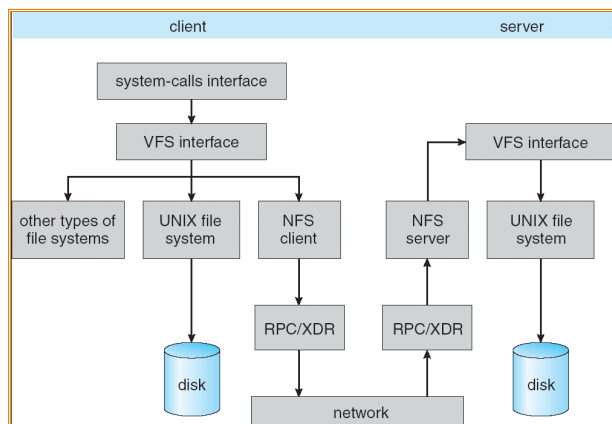 client
server
system-calls interface
VFS interface
VFS interface
other types of
file systems
UNIX file
system
NFS
client
NFS
server
UNIX file
system
RPC/XDR
RPC/XDR
disk
disk
network